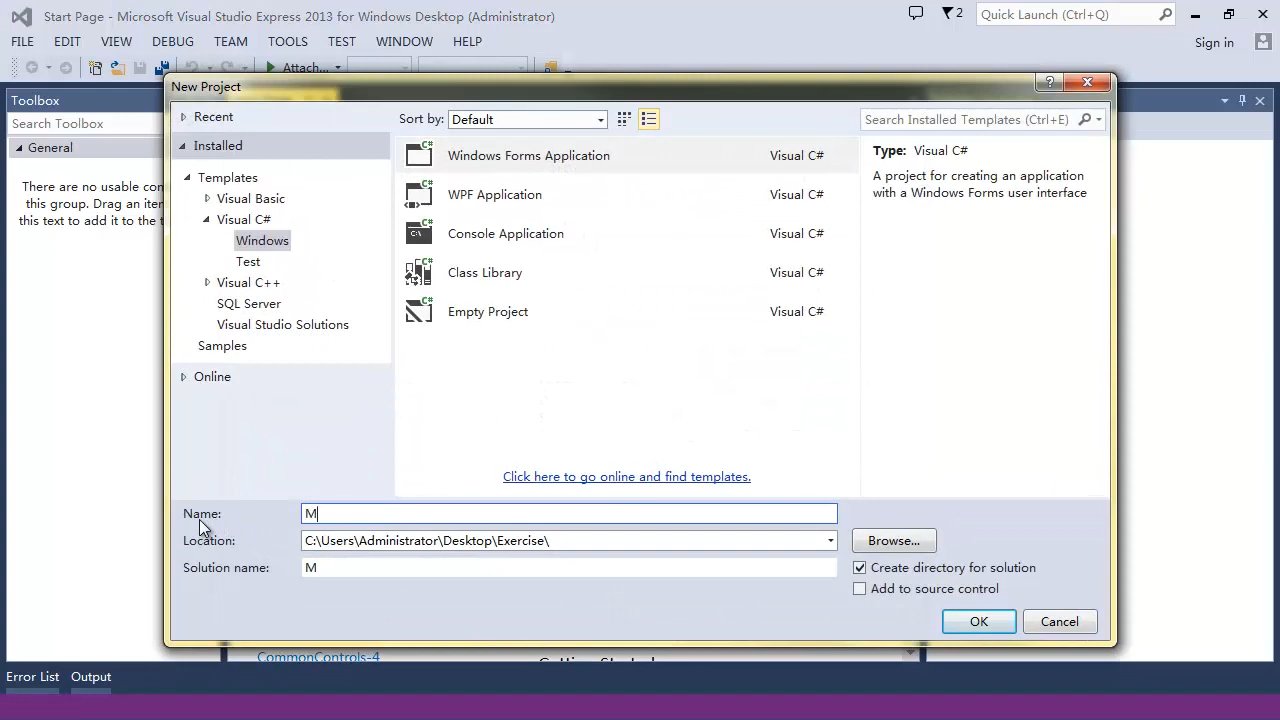 Start Page - Microsoft Visual Studio Express 2013 for Windows Desktop (Administrator)
2
Quick Launch (Ctrl+Q)
FILE EDIT VIEW DEBUG TEAM TOOLS TEST WINDOW HELP
Sign in
Attach...
New Project
Toolbox
Search Toolbox
General
There are no usable con
this group. Drag an iten
this text to add it to the t
Recent
Installed
Templates
Visual Basic
Visual C#
Windows
Test
Visual C++
SQL Server
Visual Studio Solutions
Samples
Online
Sort by: Default
Search Installed Templates (Ctrl+E)
Windows Forms Application Visual C#
WPF Application Visual C#
Console Application Visual C#
Class Library Visual C#
Empty Project Visual C#
Type: Visual C#
A project for creating an application
with a Windows Forms user interface
Click here to go online and find templates.
Name: M
Location: C:\Users\Administrator\Desktop\Exercise\
Browse...
Solution name: M
Create directory for solution
Add to source control
OK Cancel
CommonControls-4
Error List Output